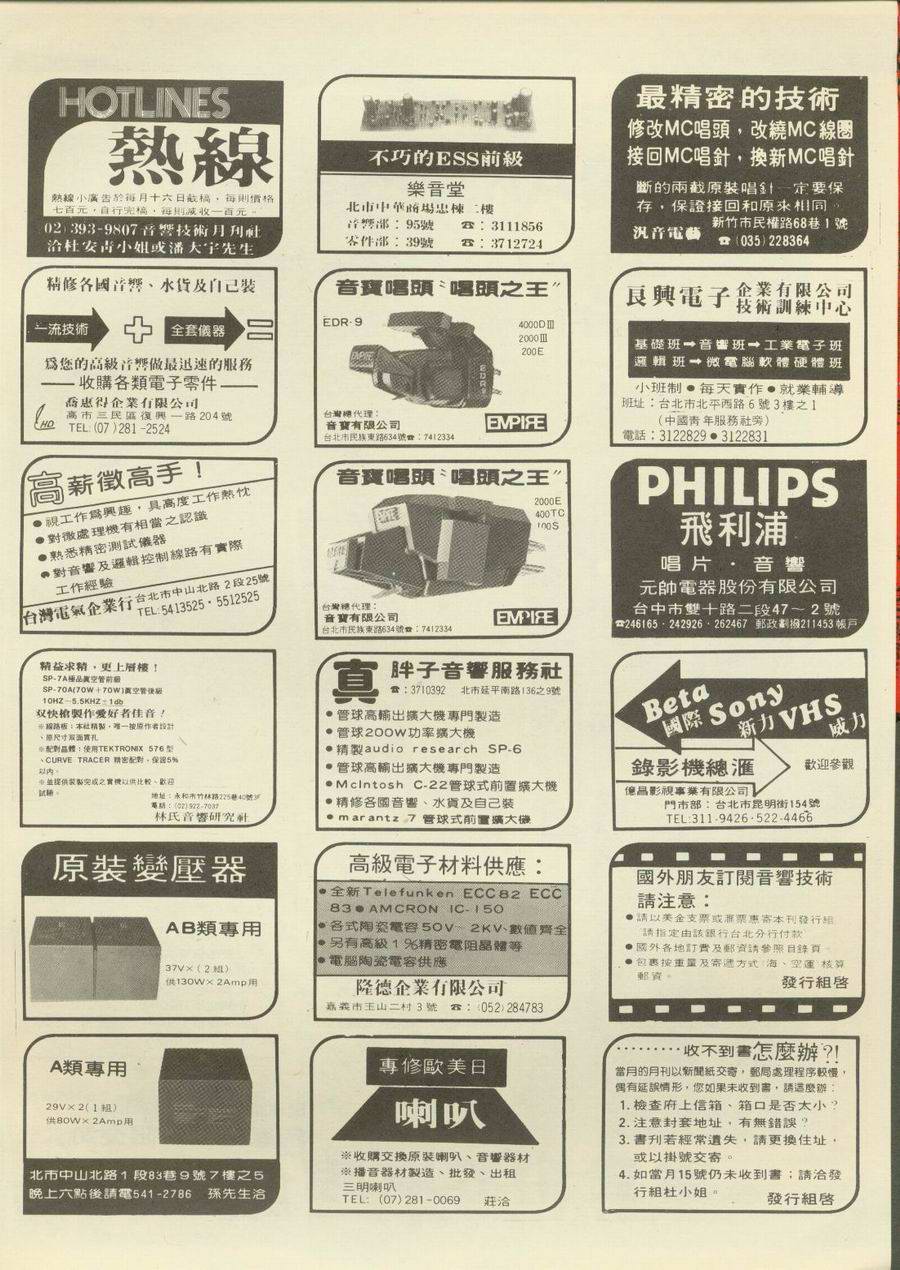 HOTLINES
熱線
熱線小廣告於每月十六日截稿，每則價格
七百元，自行完稿，每則減收一百元。
02) 393-9807 音響技術月刊社
洽杜安青小姐或潘大宇先生
精修各國音響、水貨及自己裝
一流技術 + 全套儀器 =
爲您的高級音響做最迅速的服務
收購各類電子零件
喬惠得企業有限公司
高市三民區復興一路204號
HD TEL:(07)281-2524
高薪徵高手！
●視工作爲興趣，具高度工作熱忱
●對微處理機有相當之認識
●熟悉精密測試儀器
●對音響及邏輯控制線路有實際
工作經驗
台灣電氣企業行 台北市中山北路2段25號
TEL:5413525·5512525
精益求精，更上層樓！
SP-7A極品眞空管前級
SP-70A(70W+70W)眞空管後級
10HZ－5.5KHZ±1db
双快槍製作愛好者佳音！
※線路板：本社精製，唯一按原作者設計
、原尺寸双面貫孔
※配對晶體：使用TEKTRONIX 576型
、CURVE TRACER 精密配對，保證5%
以內。
※並提供裝製完成之實機以供比較、歡迎
試聽。
地址：永和市竹林路225巷40號3F
電話：(02)922-7037
林氏音響研究社
原裝變壓器
AB類專用
37V×(2組)
供130W×2Amp用
A類專用
29V×2(1組)
供80W×2Amp用
北市中山北路1段83巷9號7樓之5
晚上六點後請電541-2786 孫先生洽
不巧的ESS前級
樂音堂
北市中華商場忠棟二樓
音響部：95號 ☎：3111856
零件部：39號 ☎：3712724
音寶唱頭〝唱頭之王〞
EDR-9
4000DⅢ
2000Ⅲ
200E
EMPIRE
EDR9
台灣總代理：
音寶有限公司
台北市民族東路634號☎：7412334
EMPIRE
音寶唱頭〝唱頭之王〞
2000E
400TC
100S
EMPIRE
台灣總代理：
音寶有限公司
台北市民族東路634號☎：7412334
EMPIRE
真 胖子音響服務社
☎：3710392 北市延平南路136之9號
●管球高輸出擴大機專門製造
●管球200W功率擴大機
●精製audio research SP-6
●管球高輸出擴大機專門製造
●McIntosh C-22管球式前置擴大機
●精修各國音響、水貨及自己裝
●marantz 7 管球式前置擴大機
高級電子材料供應：
●全新Telefunken ECC82 ECC
83●AMCRON IC-150
●各式陶瓷電容50V～2KV、數値齊全
●另有高級1%精密電阻晶體等
●電腦陶瓷電容供應
隆德企業有限公司
嘉義市玉山二村3號 ☎：(052)284783
專修歐美日
喇叭
※收購交換原裝喇叭、音響器材
※播音器材製造、批發、出租
三明喇叭
TEL: (07)281-0069 莊洽
最精密的技術
修改MC唱頭，改繞MC線圈
接回MC唱針，換新MC唱針
斷的兩截原裝唱針一定要保
存，保證接回和原來相同。
新竹市民權路68巷1號
汎音電藝 ☎(035)228364
良興電子 企業有限公司
技術訓練中心
基礎班→音響班→工業電子班
邏輯班→微電腦軟體硬體班
小班制●每天實作●就業輔導
班址：台北市北平西路6號3樓之1
（中國靑年服務社旁）
電話：3122829●3122831
PHILIPS
飛利浦
唱片·音響
元帥電器股份有限公司
台中市雙十路二段47～2號
☎246165·242926·262467 郵政劃撥211453帳戶
Beta Sony VHS
國際 新力 威力
錄影機總滙 歡迎參觀
億昌影視事業有限公司
門市部：台北市昆明街154號
TEL:311-9426·522-4466
國外朋友訂閱音響技術
請注意：
●請以美金支票或滙票惠寄本刊發行組
請指定由該銀行台北分行付款
●國外各地訂費及郵資請參照目錄頁。
●包裹按重量及寄遞方式(海、空運)核算
郵資。
發行組啓
………收不到書怎麼辦?!
當月的月刊以新聞紙交寄，郵局處理程序較慢，
偶有延誤情形，您如果未收到書，請這麼辦：
1.檢查府上信箱、箱口是否太小？
2.注意封套地址，有無錯誤？
3.書刋若經常遺失，請更換住址，
或以掛號交寄。
4.如當月15號仍未收到書；請洽發
行組杜小姐。
發行組啓